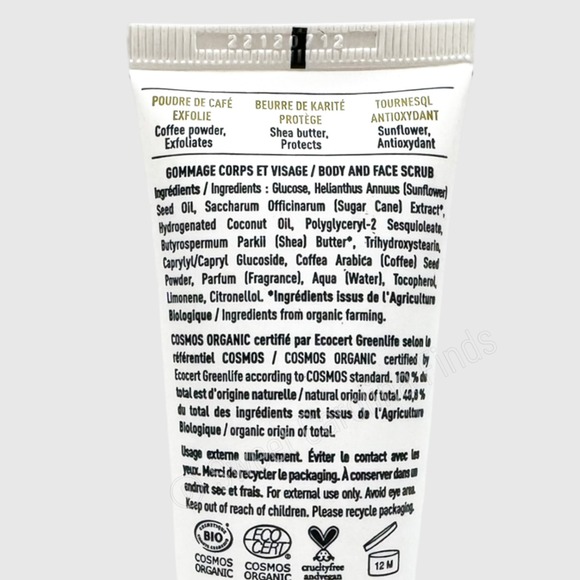 22120712
POUDRE DE CAFÉ
EXFOLIE
Coffee powder,
Exfoliates
BEURRE DE KARITÉ
PROTÈGE
Shea butter,
Protects
TOURNESOL
ANTIOXYDANT
Sunflower,
Antioxydant
GOMMAGE CORPS ET VISAGE / BODY AND FACE SCRUB
Ingrédients / Ingredients : Glucose, Helianthus Annuus (Sunflower)
Seed Oil, Saccharum Officinarum (Sugar Cane) Extract*,
Hydrogenated Coconut Oil, Polyglyceryl-2 Sesquioleate,
Butyrospermum Parkii (Shea) Butter*, Trihydroxystearin,
Caprylyl/Capryl Glucoside, Coffea Arabica (Coffee) Seed
Powder, Parfum (Fragrance), Aqua (Water), Tocopherol,
Limonene, Citronellol. *Ingrédients issus de l'Agriculture
Biologique / Ingredients from organic farming.
COSMOS ORGANIC certifié par Ecocert Greenlife selon le
référentiel COSMOS / COSMOS ORGANIC certified by
Ecocert Greenlife according to COSMOS standard. 100 % du
total est d'origine naturelle / natural origin of total. 48,8 %
du total des ingrédients sont issus de l'Agriculture
Biologique / organic origin of total.
Usage externe uniquement. Éviter le contact avec les
yeux. Merci de recycler le packaging. À conserver dans un
endroit sec et frais. For external use only. Avoid eye area.
Keep out of reach of children. Please recycle packaging.
BIO
COSMOS
ORGANIC
ECO
CERT
COSMOS
ORGANIC
crueltyfree
andvegan
12 M